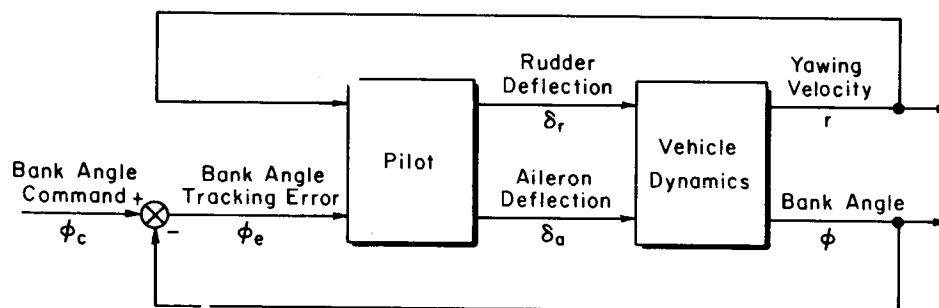 Rudder
Deflection
δr
Yawing
Velocity
r
Pilot
Vehicle
Dynamics
Bank Angle
Command +
ϕc
-
Bank Angle
Tracking Error
ϕe
Aileron
Deflection
δa
Bank Angle
ϕ